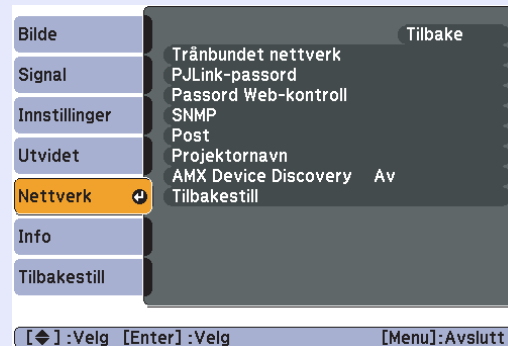 Bilde
Signal
Innstillinger
Utvidet
Nettverk
Info
Tilbakestill
Tilbake
Trånbundet nettverk
PJLink-passord
Passord Web-kontroll
SNMP
Post
Projektornavn
AMX Device Discovery Av
Tilbakestill
[◆] :Velg [Enter] :Velg [Menu]:Avslutt